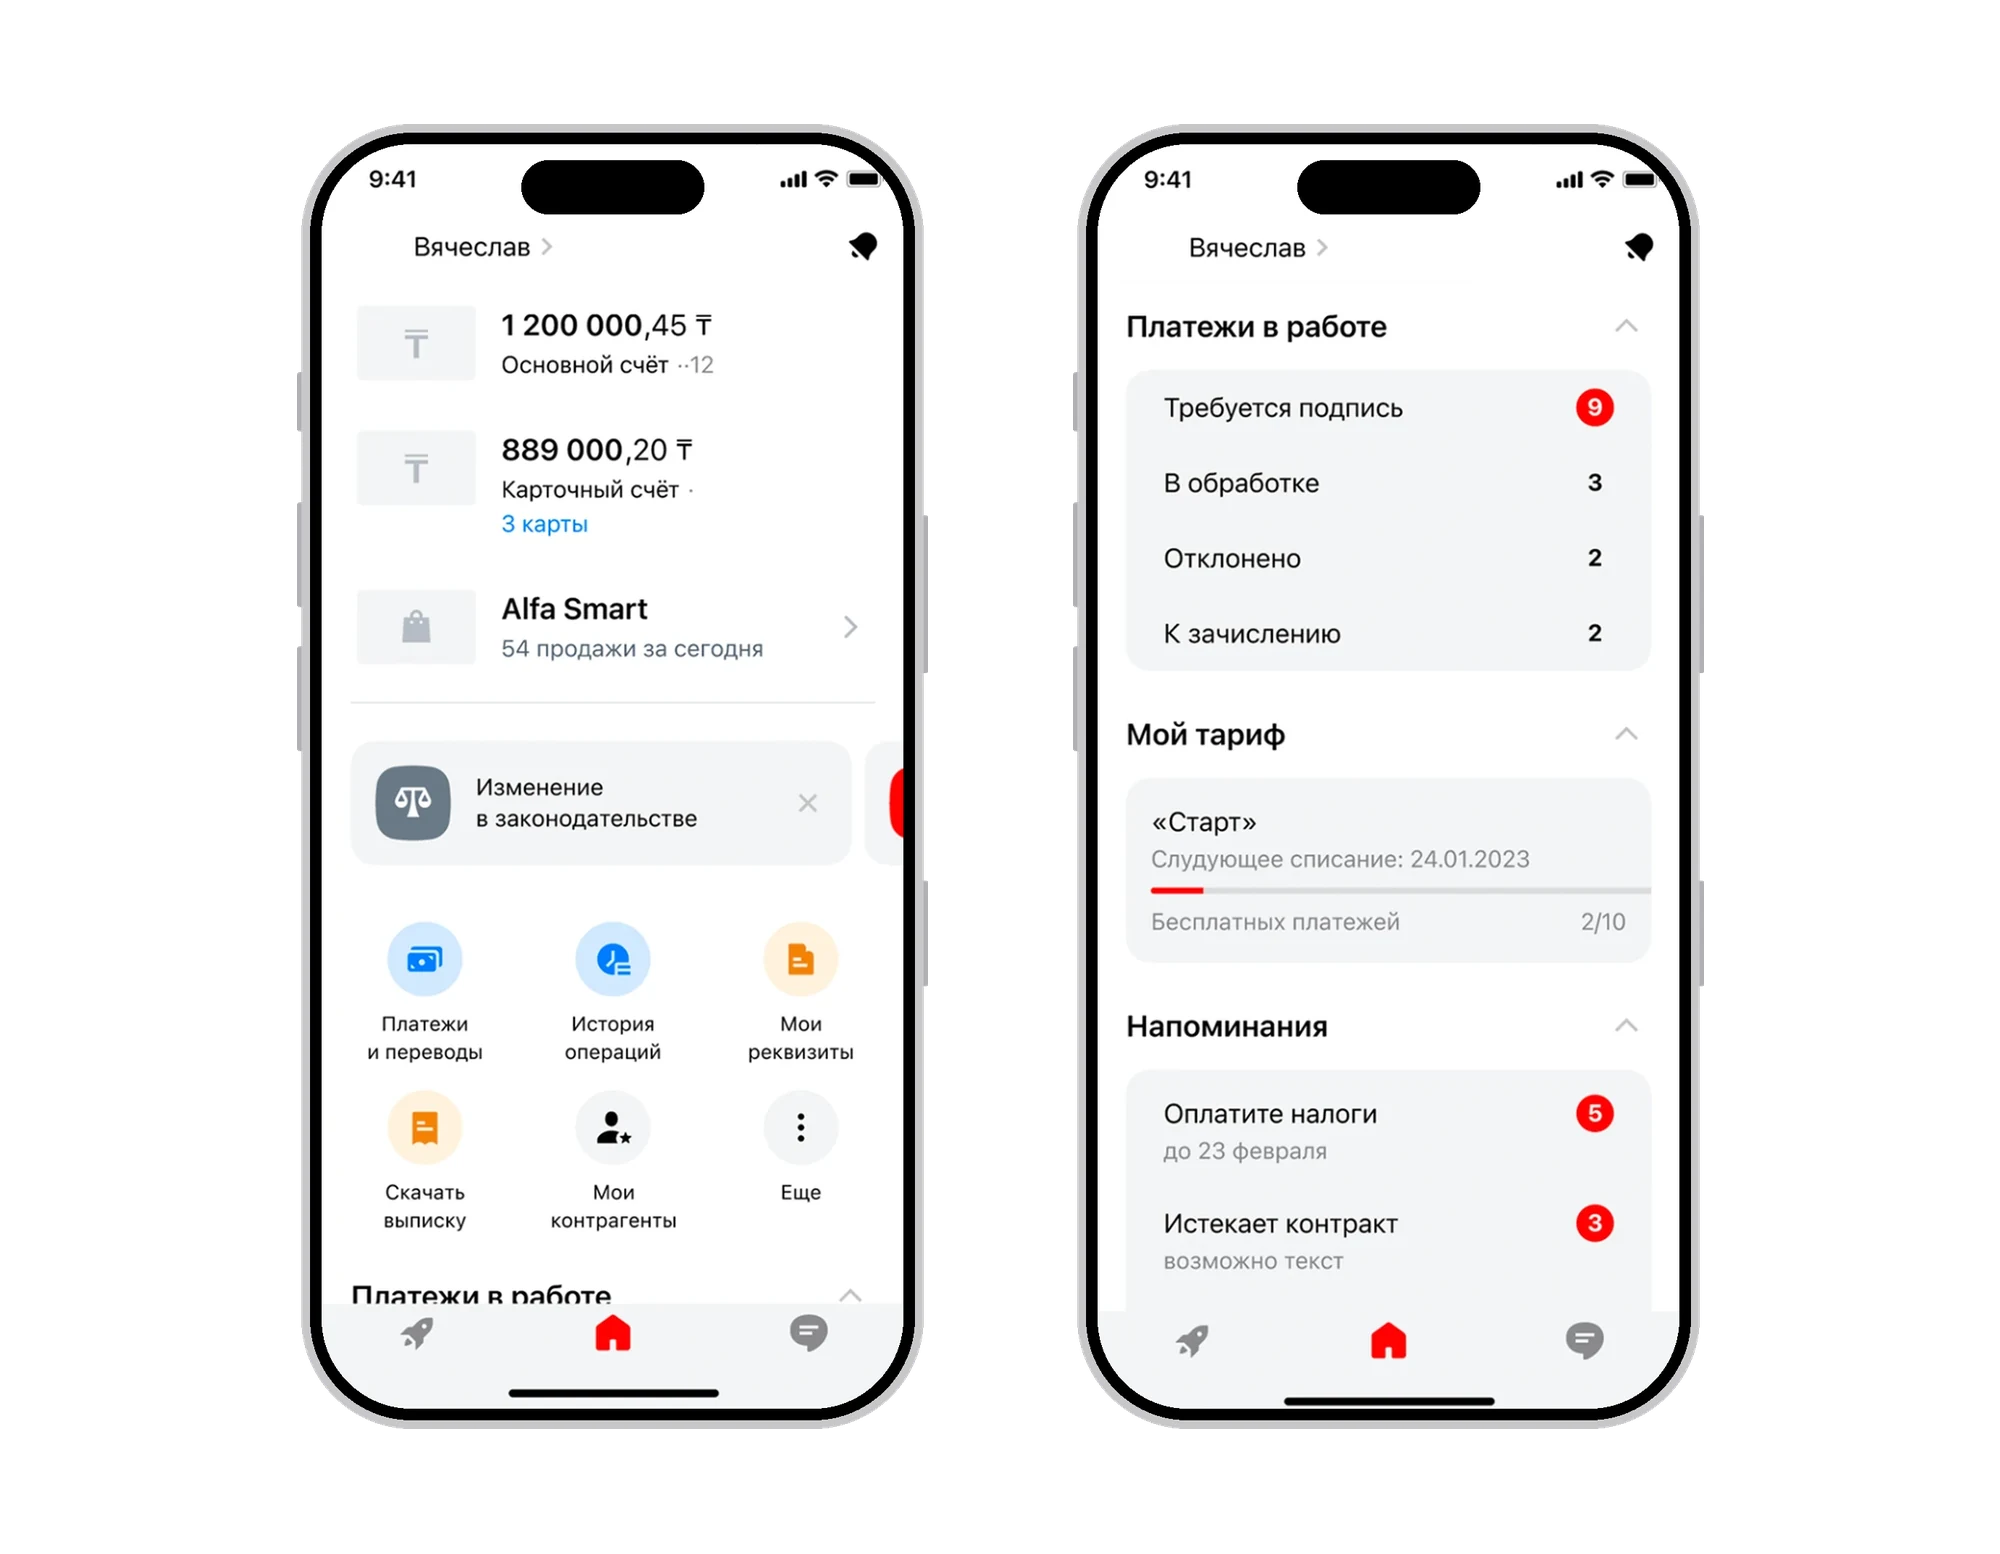 9:41
Вячеслав
1 200 000,45 ₸
Основной счёт ··12
889 000,20 ₸
Карточный счёт ·
3 карты
Alfa Smart
54 продажи за сегодня
Изменение
в законодательстве
Платежи
и переводы
История
операций
Мои
реквизиты
Скачать
выписку
Мои
контрагенты
Еще
Платежи в работе
9:41
Вячеслав
Платежи в работе
Требуется подпись 9
В обработке 3
Отклонено 2
К зачислению 2
Мой тариф
«Старт»
Слудующее списание: 24.01.2023
Бесплатных платежей 2/10
Напоминания
Оплатите налоги 5
до 23 февраля
Истекает контракт 3
возможно текст